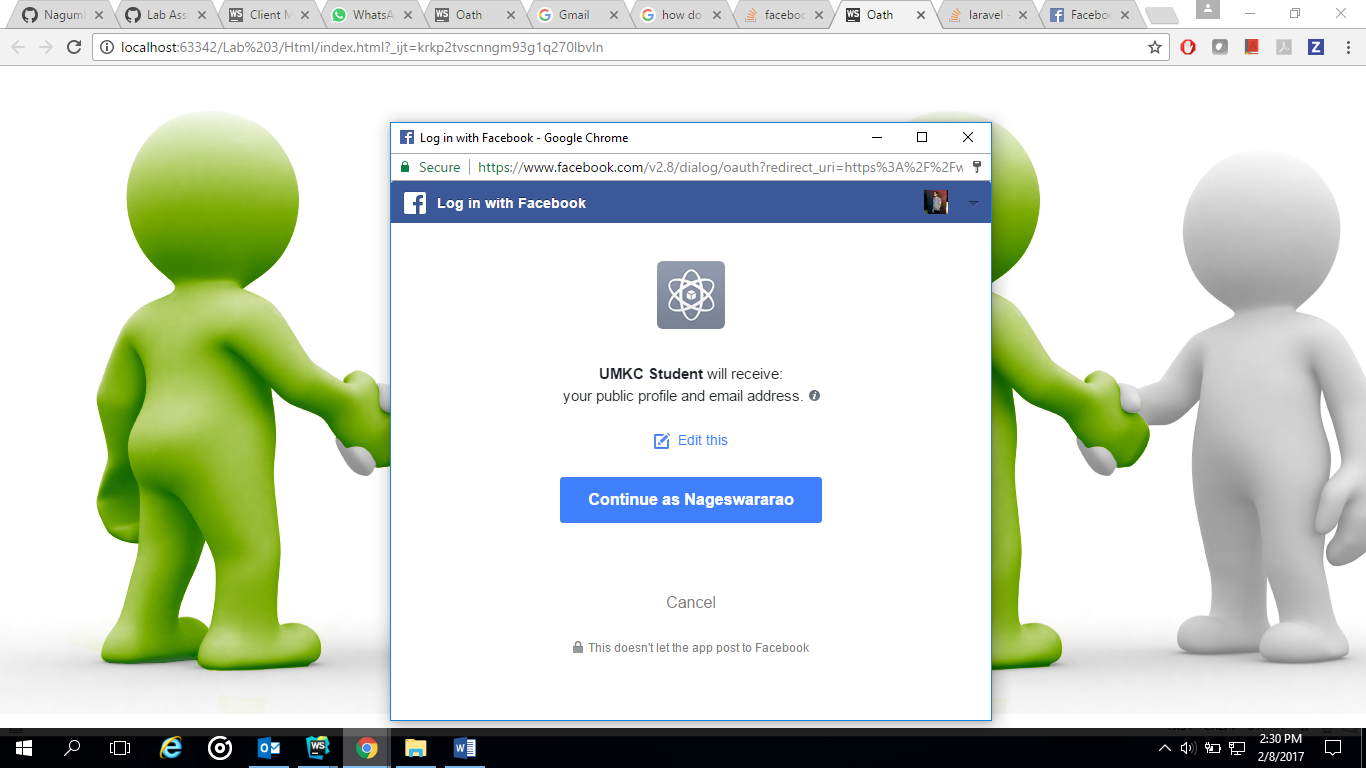 Nagum
Lab Ass
WS Client M
WhatsA
WS Oath
Gmail
how do
faceboo
WS Oath
laravel -
Facebo
localhost:63342/Lab%203/Html/index.html?_ijt=krkp2tvscnngm93g1q270lbvln
Z
Log in with Facebook - Google Chrome
Secure https://www.facebook.com/v2.8/dialog/oauth?redirect_uri=https%3A%2F%2Fw
Log in with Facebook
UMKC Student will receive:
your public profile and email address.
Edit this
Continue as Nageswararao
Cancel
This doesn't let the app post to Facebook
WS
2:30 PM
2/8/2017